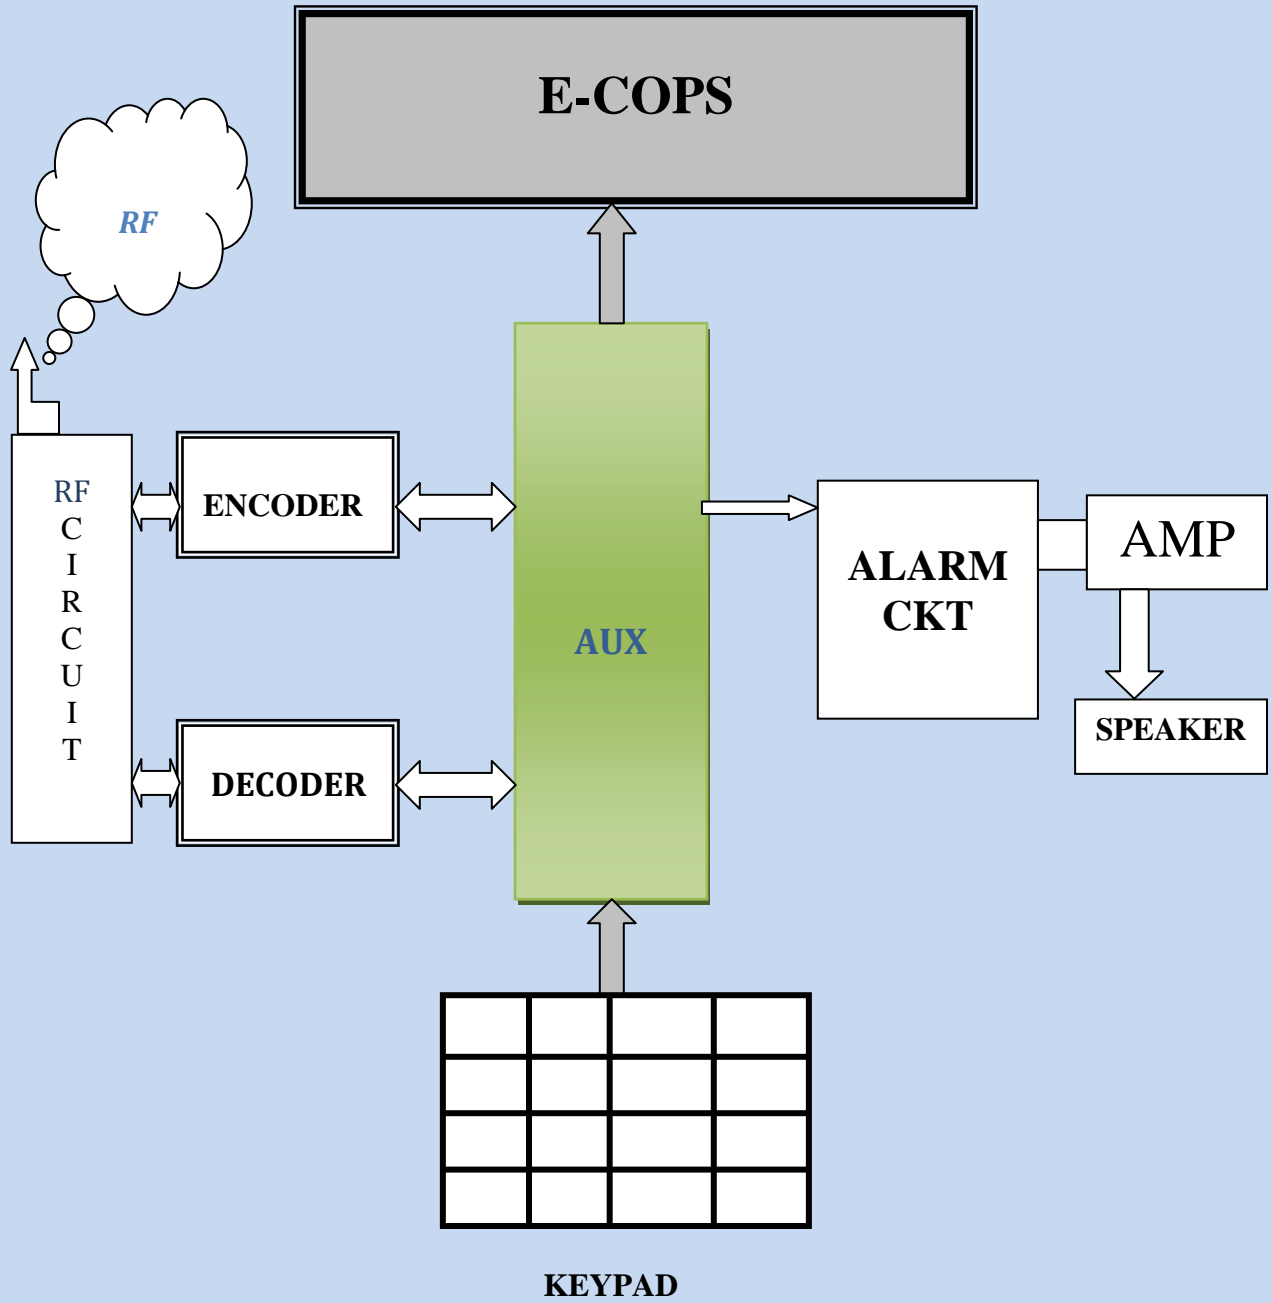 E-COPS
RF
RF
C
I
R
C
U
I
T
ENCODER
DECODER
AUX
ALARM
CKT
AMP
SPEAKER
KEYPAD